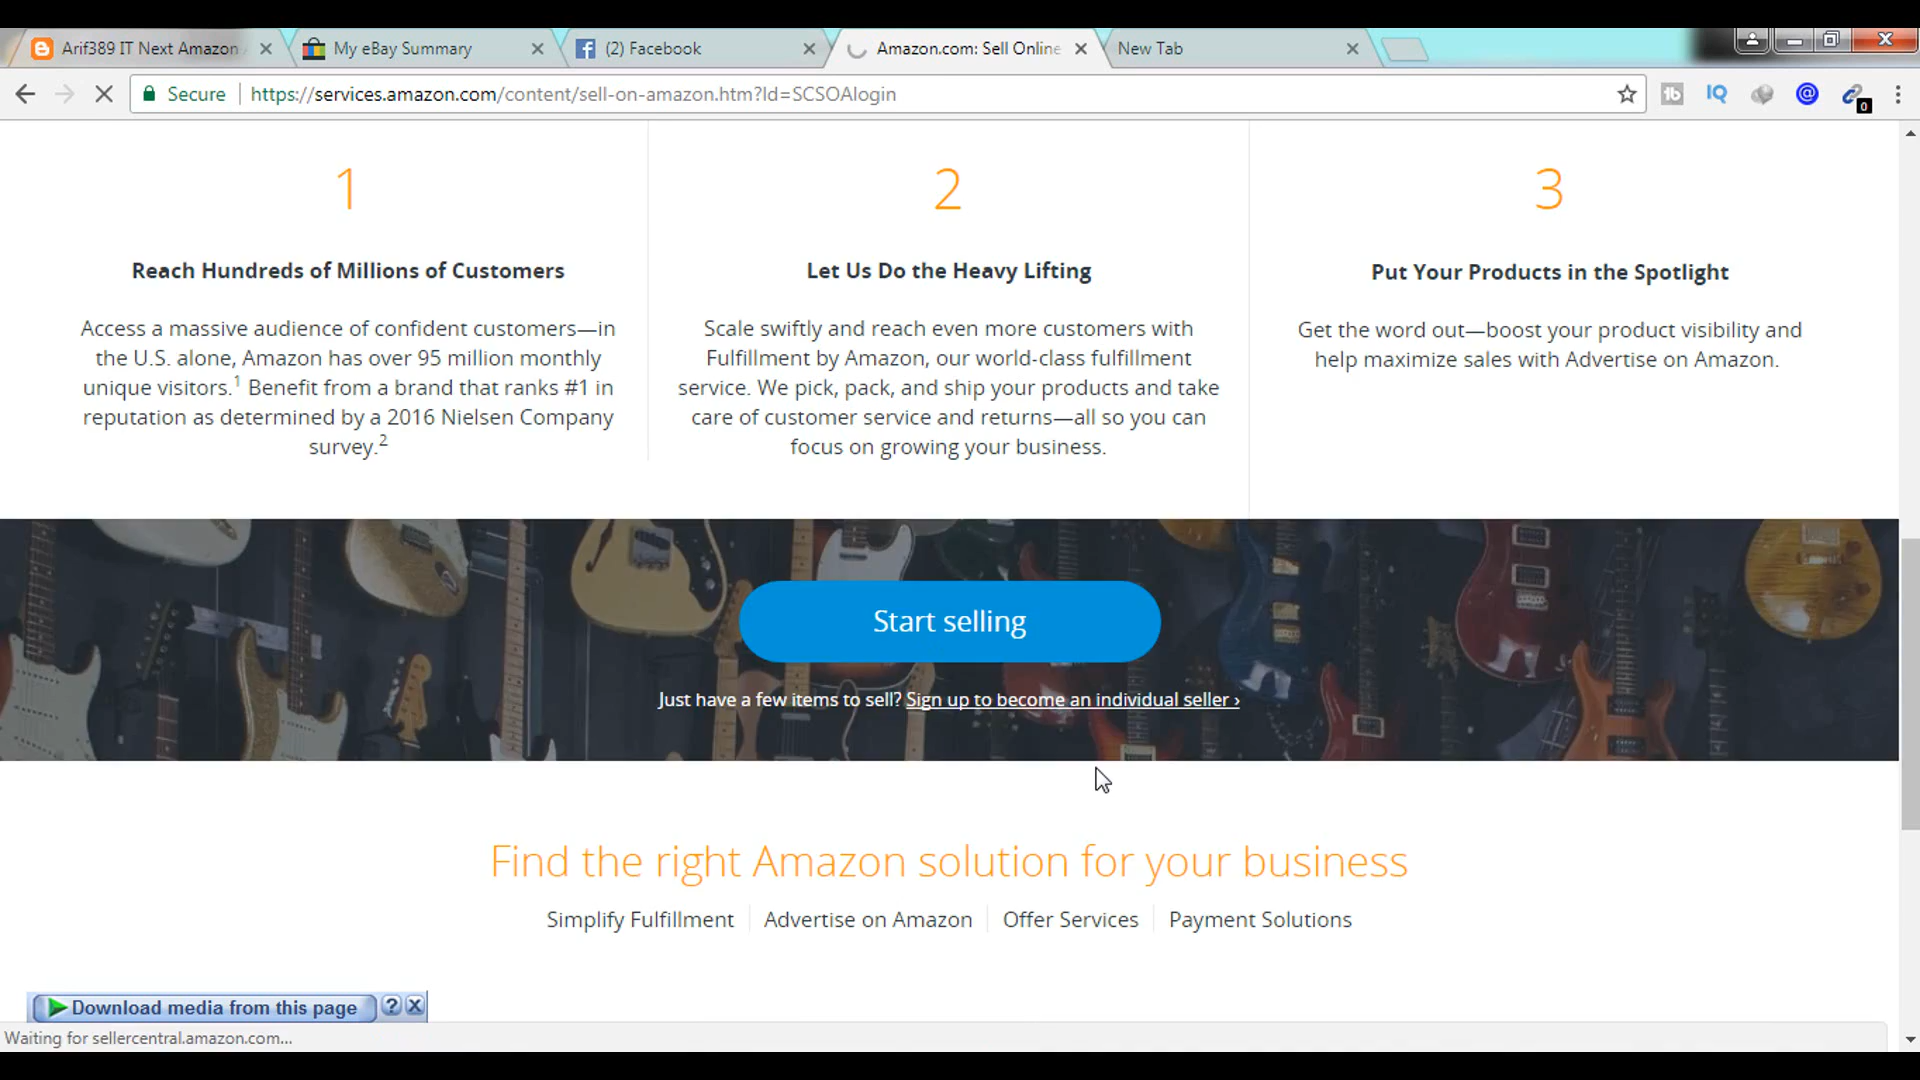 Arif389 IT Next Amazon
My eBay Summary
(2) Facebook
Amazon.com: Sell Online
New Tab
Secure
https://services.amazon.com/content/sell-on-amazon.htm?ld=SCSOAlogin
0
1
2
3
Reach Hundreds of Millions of Customers
Access a massive audience of confident customers—in
the U.S. alone, Amazon has over 95 million monthly
unique visitors.1 Benefit from a brand that ranks #1 in
reputation as determined by a 2016 Nielsen Company
survey.2
Let Us Do the Heavy Lifting
Scale swiftly and reach even more customers with
Fulfillment by Amazon, our world-class fulfillment
service. We pick, pack, and ship your products and take
care of customer service and returns—all so you can
focus on growing your business.
Put Your Products in the Spotlight
Get the word out—boost your product visibility and
help maximize sales with Advertise on Amazon.
Start selling
Just have a few items to sell? Sign up to become an individual seller ›
Find the right Amazon solution for your business
Simplify Fulfillment
Advertise on Amazon
Offer Services
Payment Solutions
Download media from this page
?
Waiting for sellercentral.amazon.com...